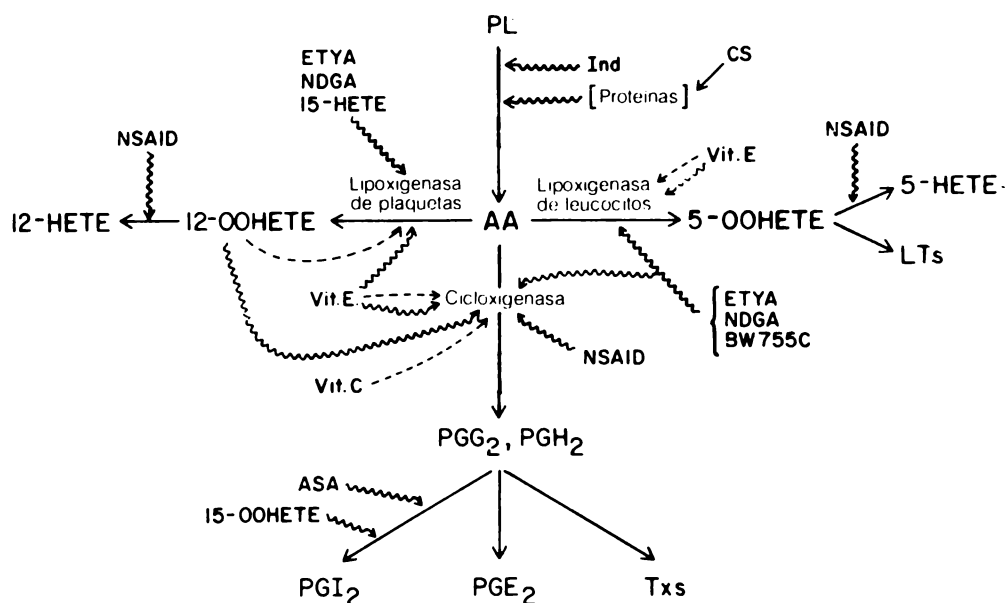 PL
ETYA
NDGA
15-HETE
Ind
CS
[Proteinas]
NSAID
NSAID
Vit.E
Lipoxigenasa
de plaquetas
Lipoxigenasa
de leucocitos
5-HETE
12-HETE
12-OOHETE
AA
5-OOHETE
LTs
Vit.E.
Cicloxigenasa
ETYA
NDGA
BW755C
NSAID
Vit.C
PGG2, PGH2
ASA
15-OOHETE
PGI2
PGE2
Txs